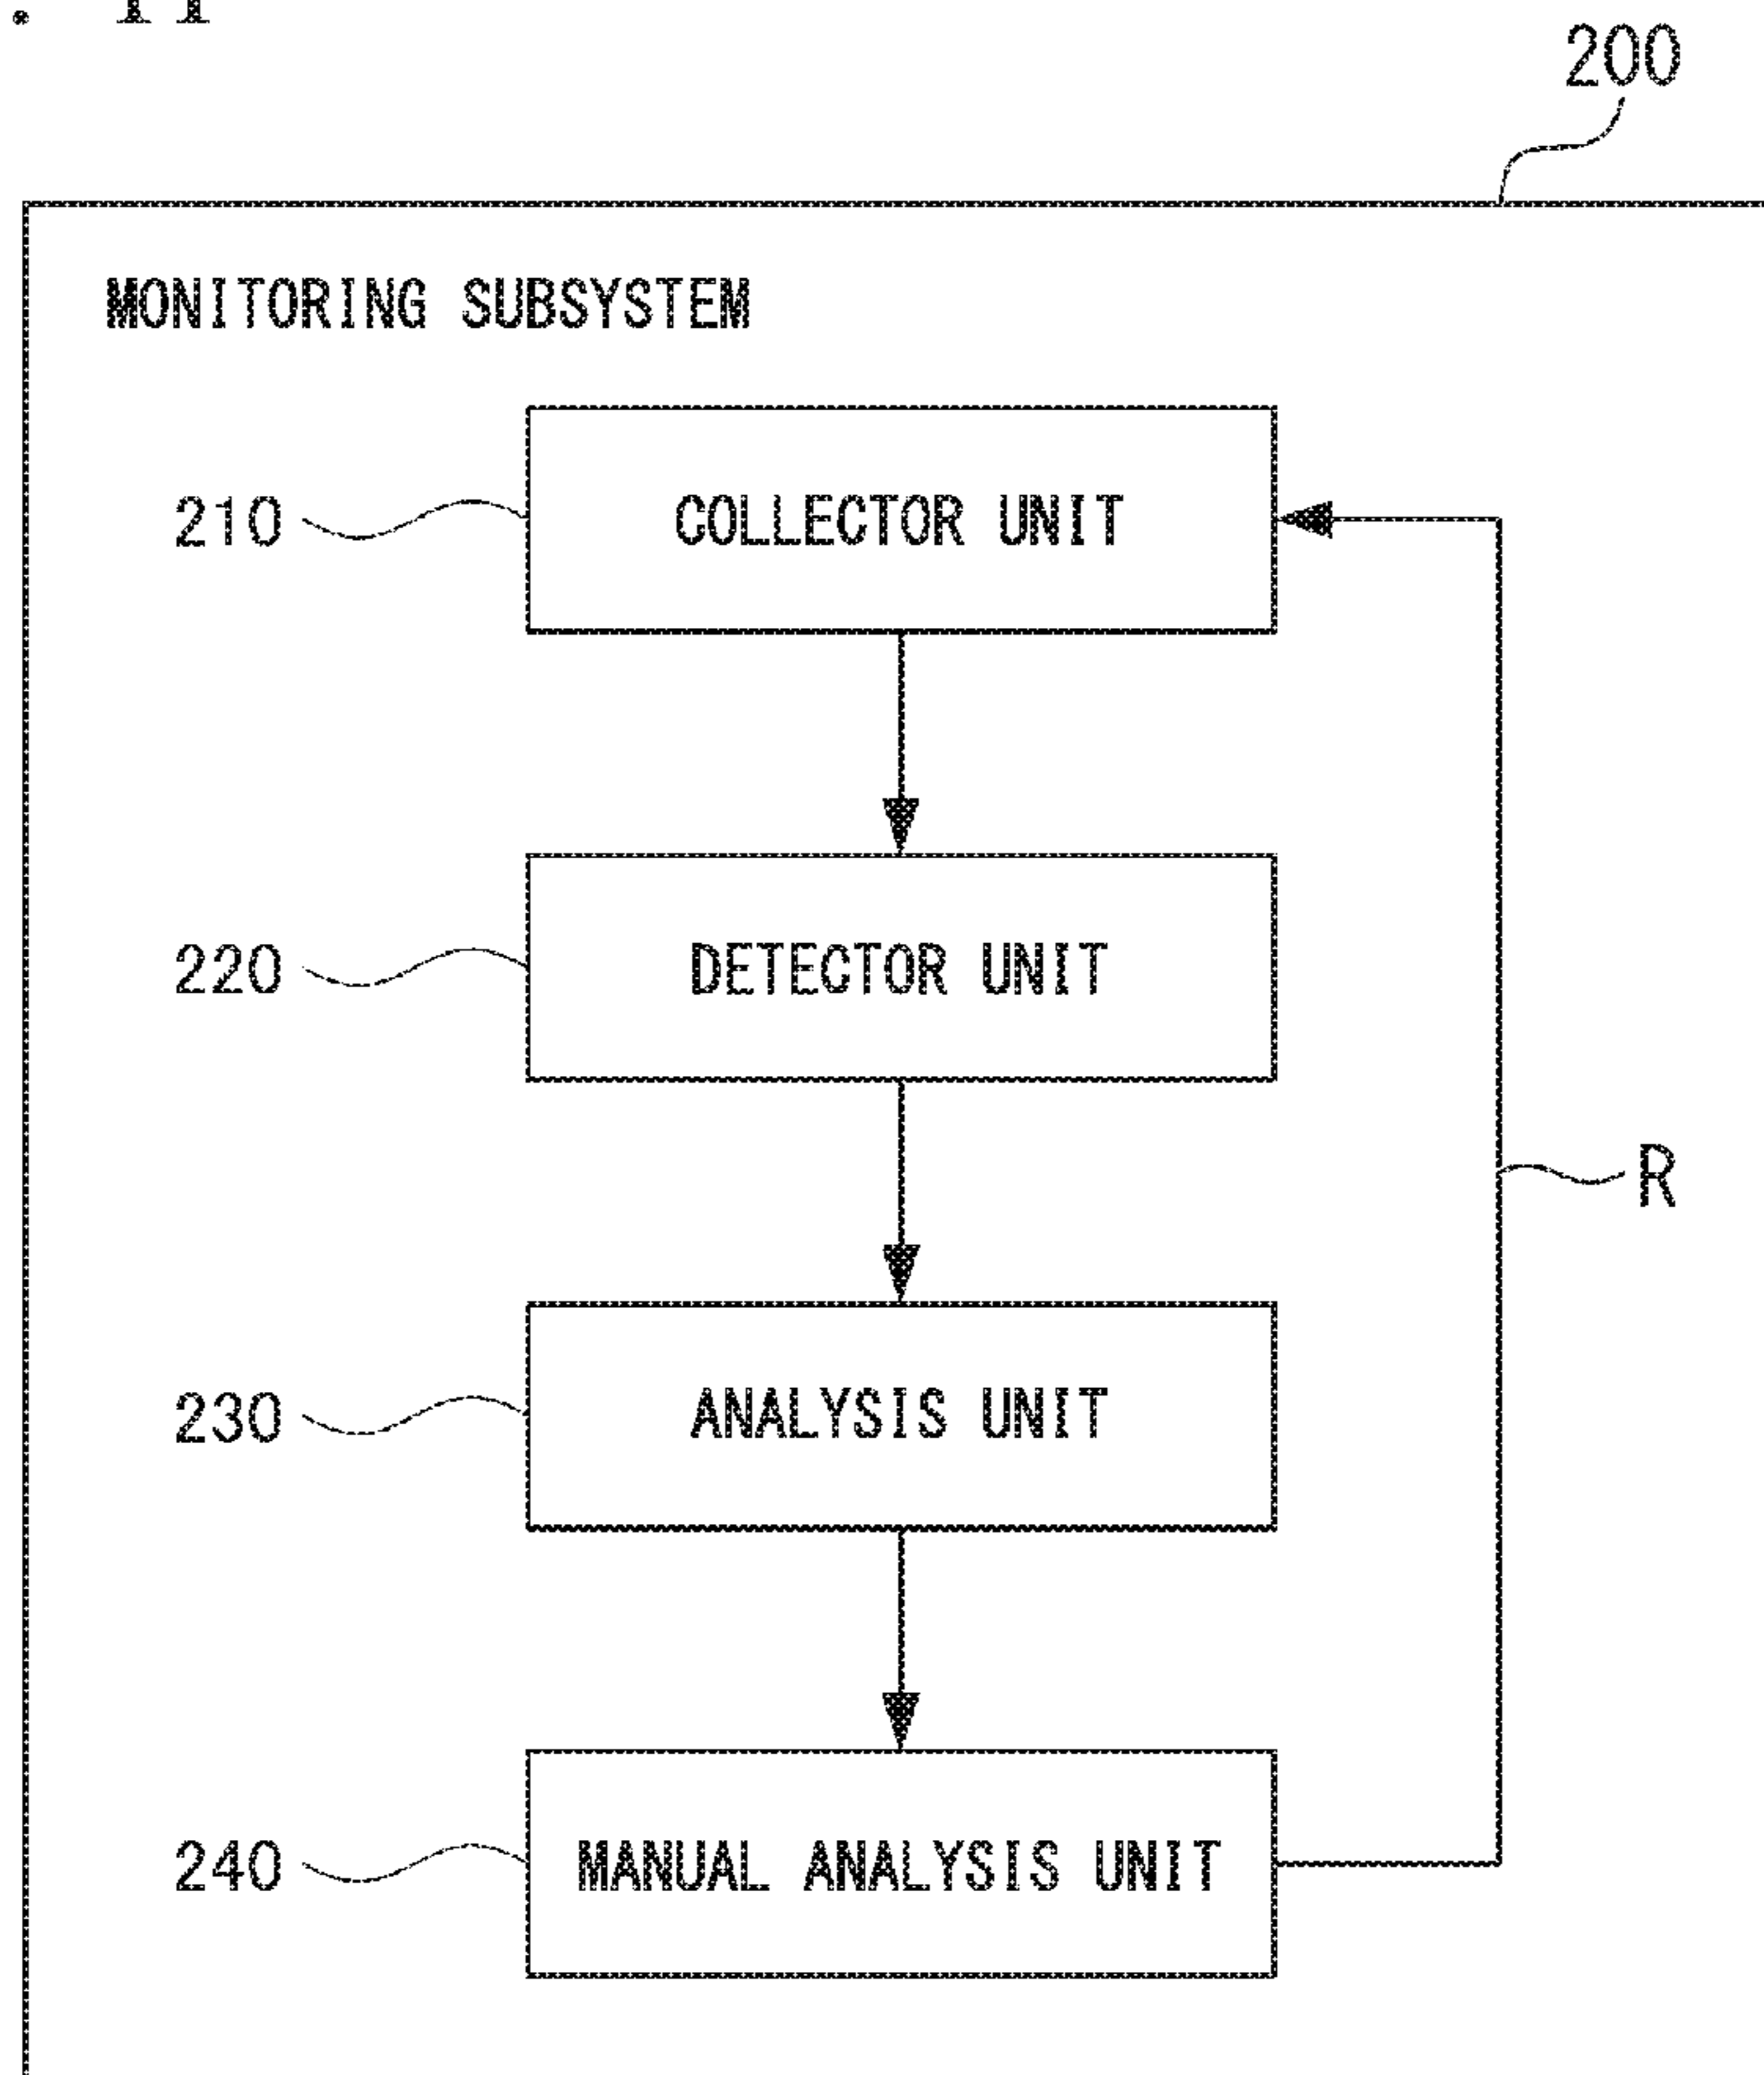 200
MONITORING SUBSYSTEM
210
COLLECTOR UNIT
220
DETECTOR UNIT
R
230
ANALYSIS UNIT
240
MANUAL ANALYSIS UNIT